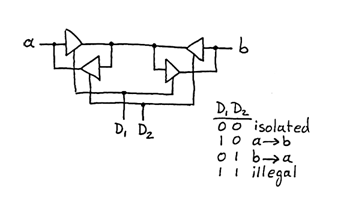 a b
D₁ D₂
D₁ D₂
0 0 isolated
1 0 a→b
0 1 b→a
1 1 illegal